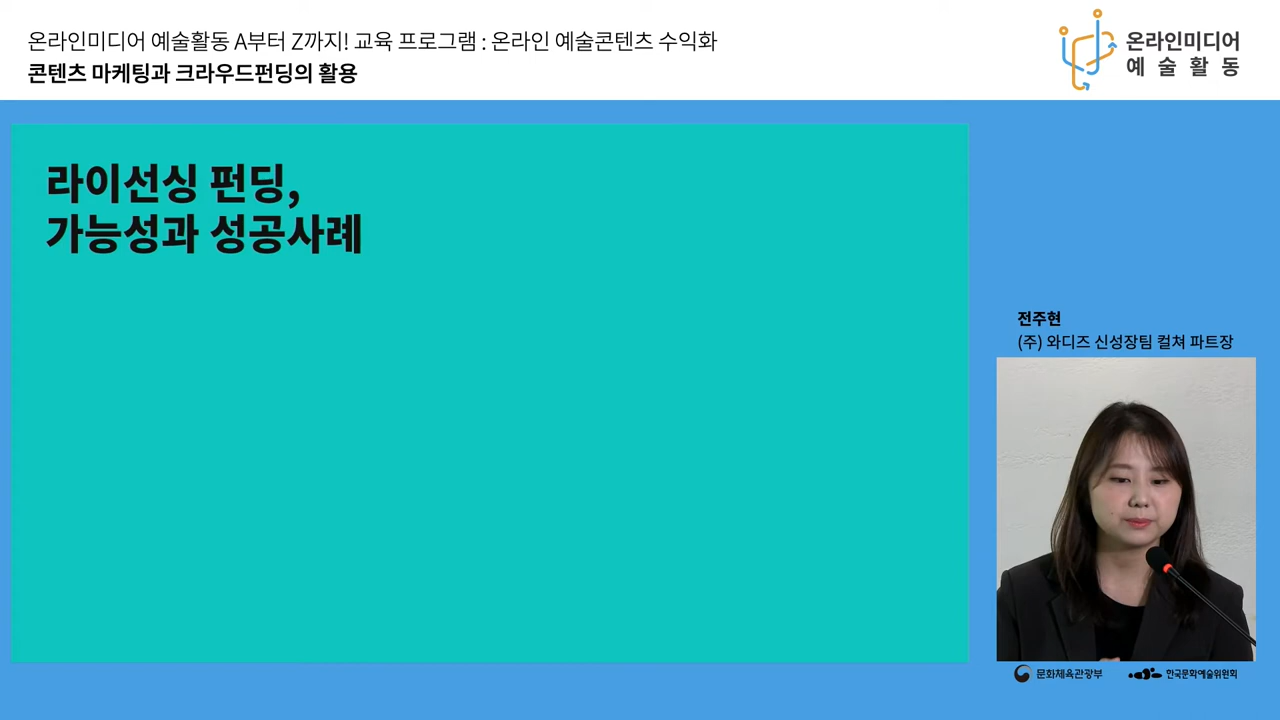 온라인미디어 예술활동 A부터 Z까지! 교육 프로그램 : 온라인 예술콘텐츠 수익화
콘텐츠 마케팅과 크라우드펀딩의 활용
온라인미디어
예술활동
라이선싱 펀딩,
가능성과 성공사례
전주현
(주) 와디즈 신성장팀 컬쳐 파트장
문화체육관광부
한국문화예술위원회